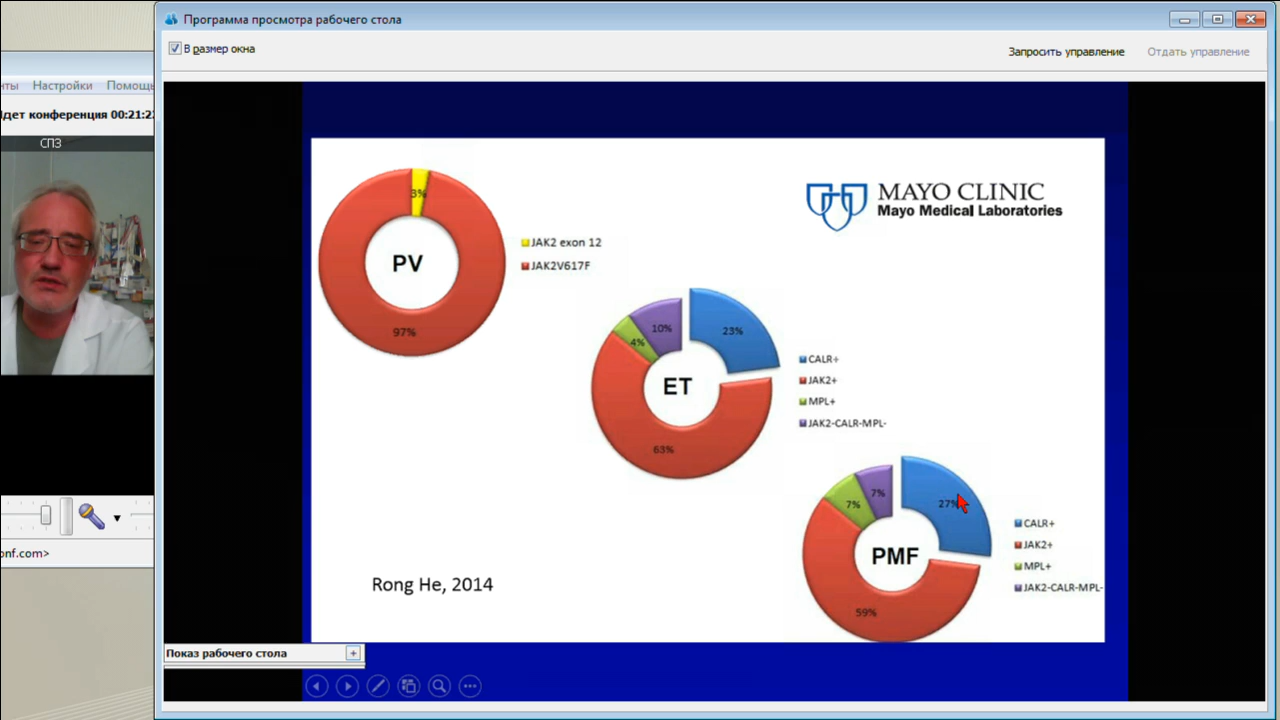 Программа просмотра рабочего стола
В размер окна
Запросить управление
Отдать управление
нты Настройки Помощь
дет конференция 00:21:2
СПЗ
MAYO CLINIC
Mayo Medical Laboratories
3%
PV
97%
JAK2 exon 12
JAK2V617F
10%
23%
4%
ET
63%
CALR+
JAK2+
MPL+
JAK2-CALR-MPL-
7%
27%
7%
PMF
59%
CALR+
JAK2+
MPL+
JAK2-CALR-MPL-
Rong He, 2014
onf.com>
Показ рабочего стола